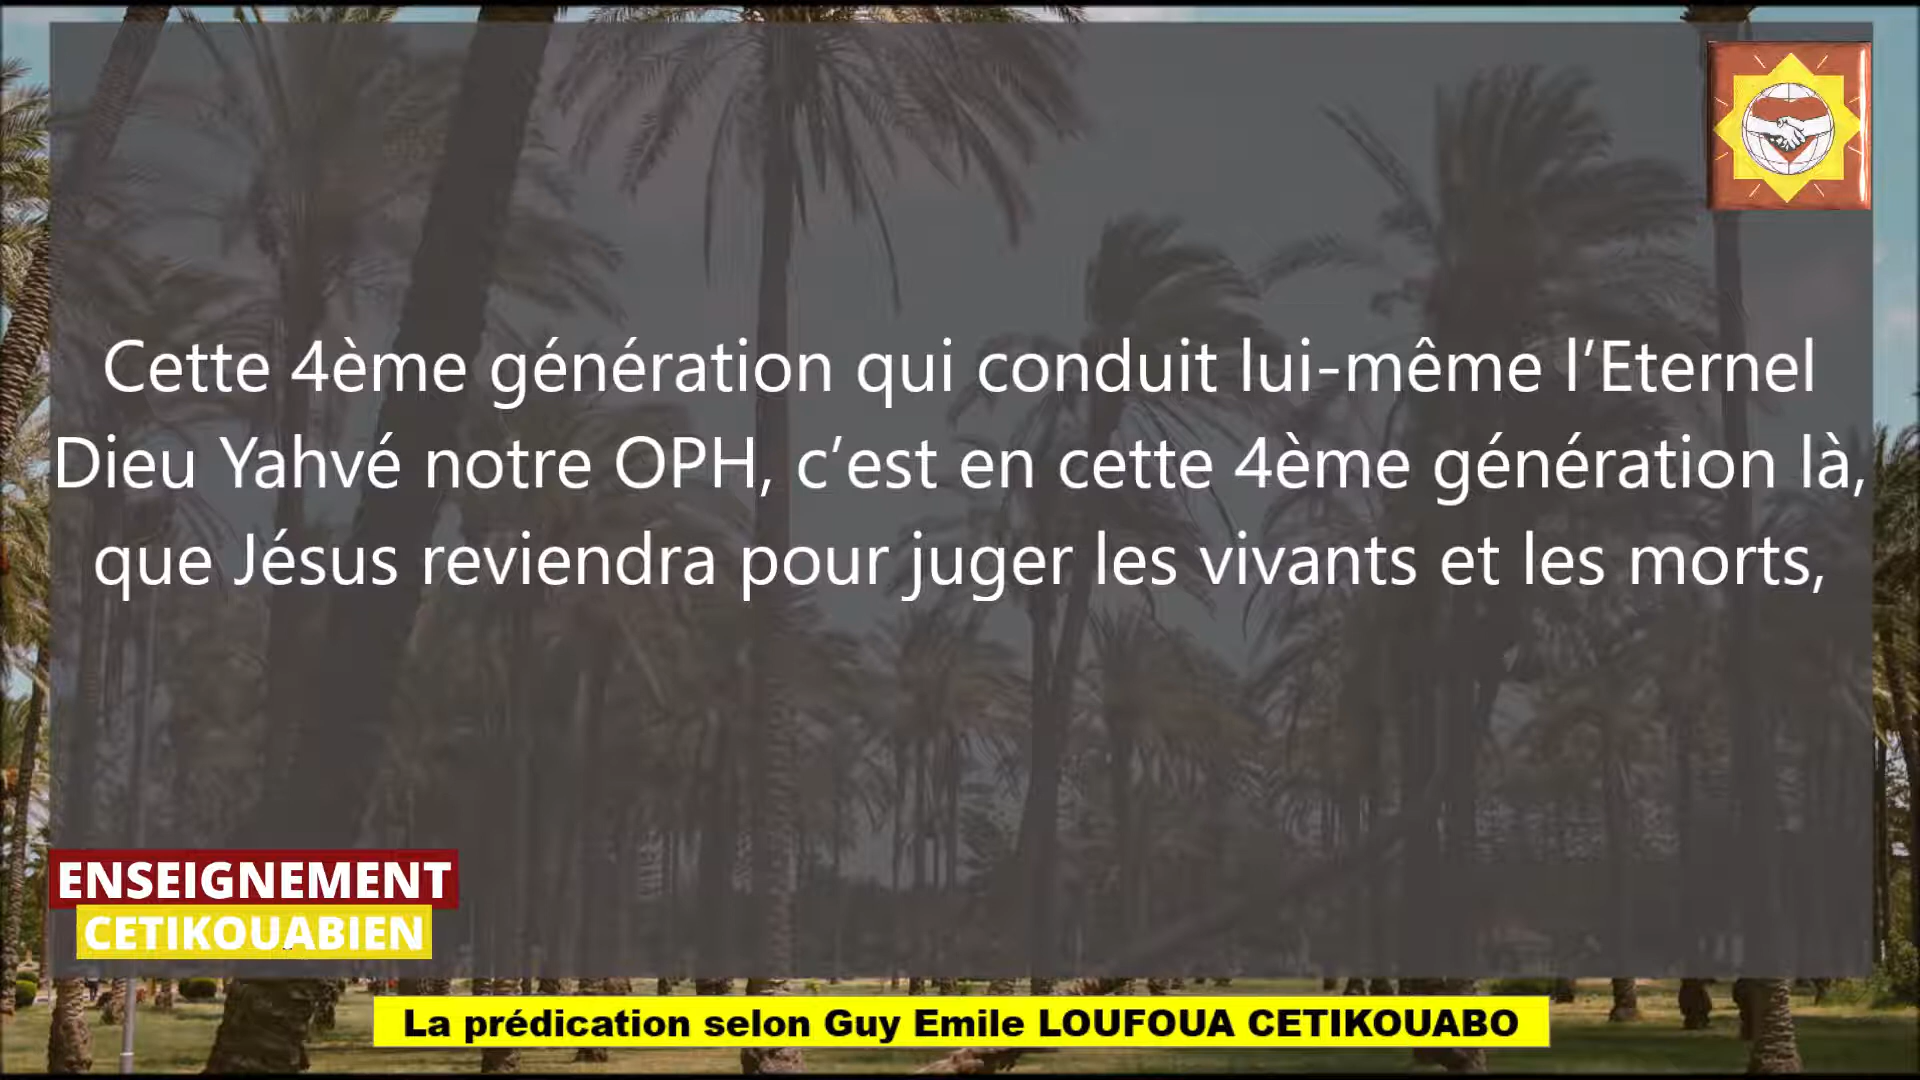 Cette 4ème génération qui conduit lui-même l’Eternel
Dieu Yahvé notre OPH, c’est en cette 4ème génération là,
que Jésus reviendra pour juger les vivants et les morts,
ENSEIGNEMENT
CETIKOUABIEN
La prédication selon Guy Emile LOUFOUA CETIKOUABO